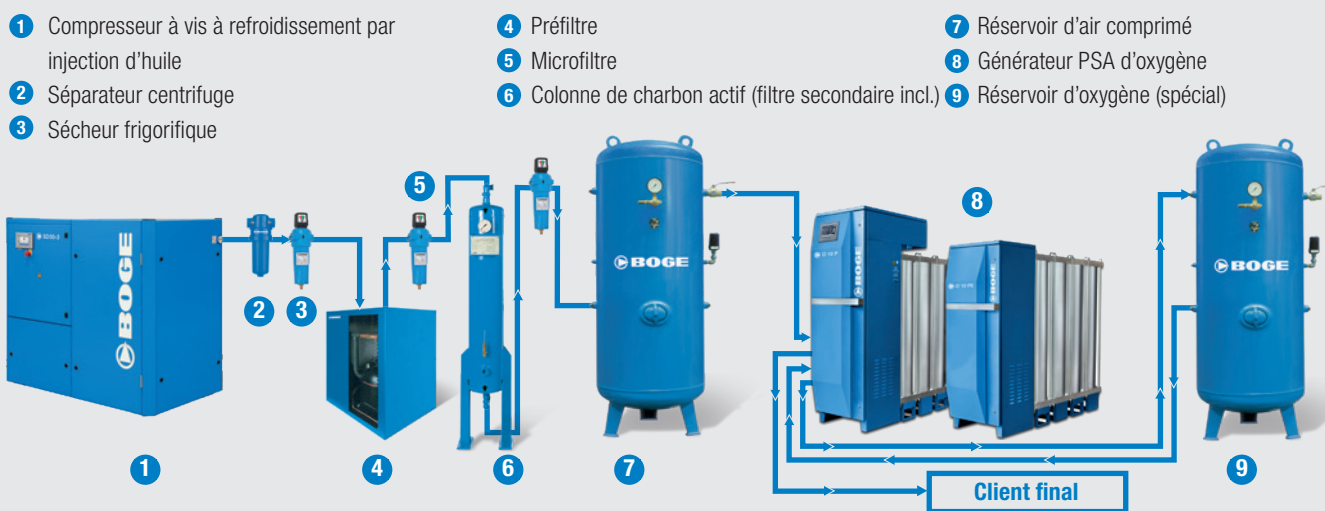 1 Compresseur à vis à refroidissement par
injection d’huile
2 Séparateur centrifuge
3 Sécheur frigorifique
4 Préfiltre
5 Microfiltre
6 Colonne de charbon actif (filtre secondaire incl.)
7 Réservoir d’air comprimé
8 Générateur PSA d’oxygène
9 Réservoir d’oxygène (spécial)
5
8
BOGE
BOGE
BOGE
BOGE
BOGE
2
3
1
4
6
7
9
Client final